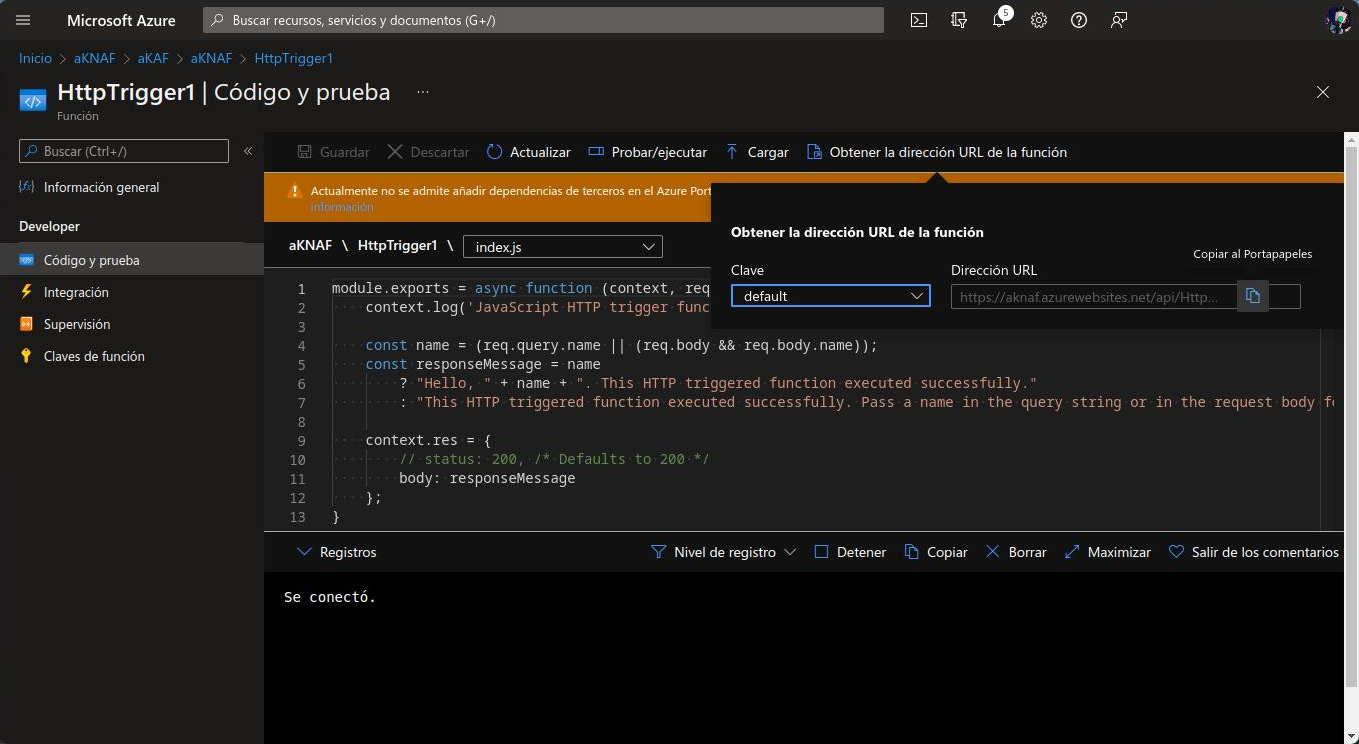 Microsoft Azure
Buscar recursos, servicios y documentos (G+/)
5
Inicio > aKNAF > aKAF > aKNAF > HttpTrigger1
HttpTrigger1 | Código y prueba ...
Función
Buscar (Ctrl+/)
«
Información general
Developer
Código y prueba
Integración
Supervisión
Claves de función
Guardar Descartar Actualizar Probar/ejecutar Cargar Obtener la dirección URL de la función
Actualmente no se admite añadir dependencias de terceros en el Azure Port
información
Obtener la dirección URL de la función
Copiar al Portapapeles
Clave Dirección URL
default https://aknaf.azurewebsites.net/api/Http...
aKNAF \ HttpTrigger1 \ index.js
1 module.exports = async function (context, req
2 context.log('JavaScript HTTP trigger func
3
4 const name = (req.query.name || (req.body && req.body.name));
5 const responseMessage = name
6 ? "Hello, " + name + ". This HTTP triggered function executed successfully."
7 : "This HTTP triggered function executed successfully. Pass a name in the query string or in the request body fo
8
9 context.res = {
10 // status: 200, /* Defaults to 200 */
11 body: responseMessage
12 };
13 }
Registros Nivel de registro Detener Copiar Borrar Maximizar Salir de los comentarios
Se conectó.